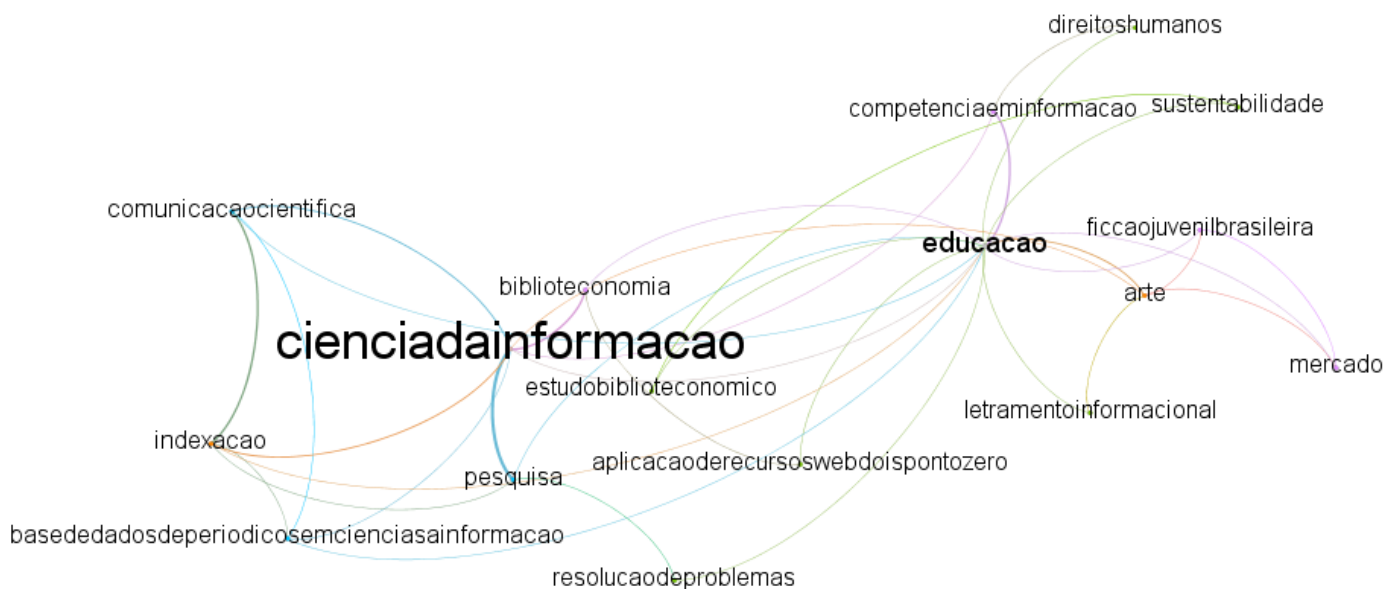 direitoshumanos
competenciaeminformacao
sustentabilidade
comunicacaocientifica
ficcaojuvenilbrasileira
educacao
biblioteconomia
arte
cienciadainformacao
mercado
estudobiblioteconomico
letramentoinformacional
indexacao
aplicacaoderecursoswebdoispontozero
pesquisa
basededadosdeperiodicosemcienciasainformacao
resolucaodeproblemas